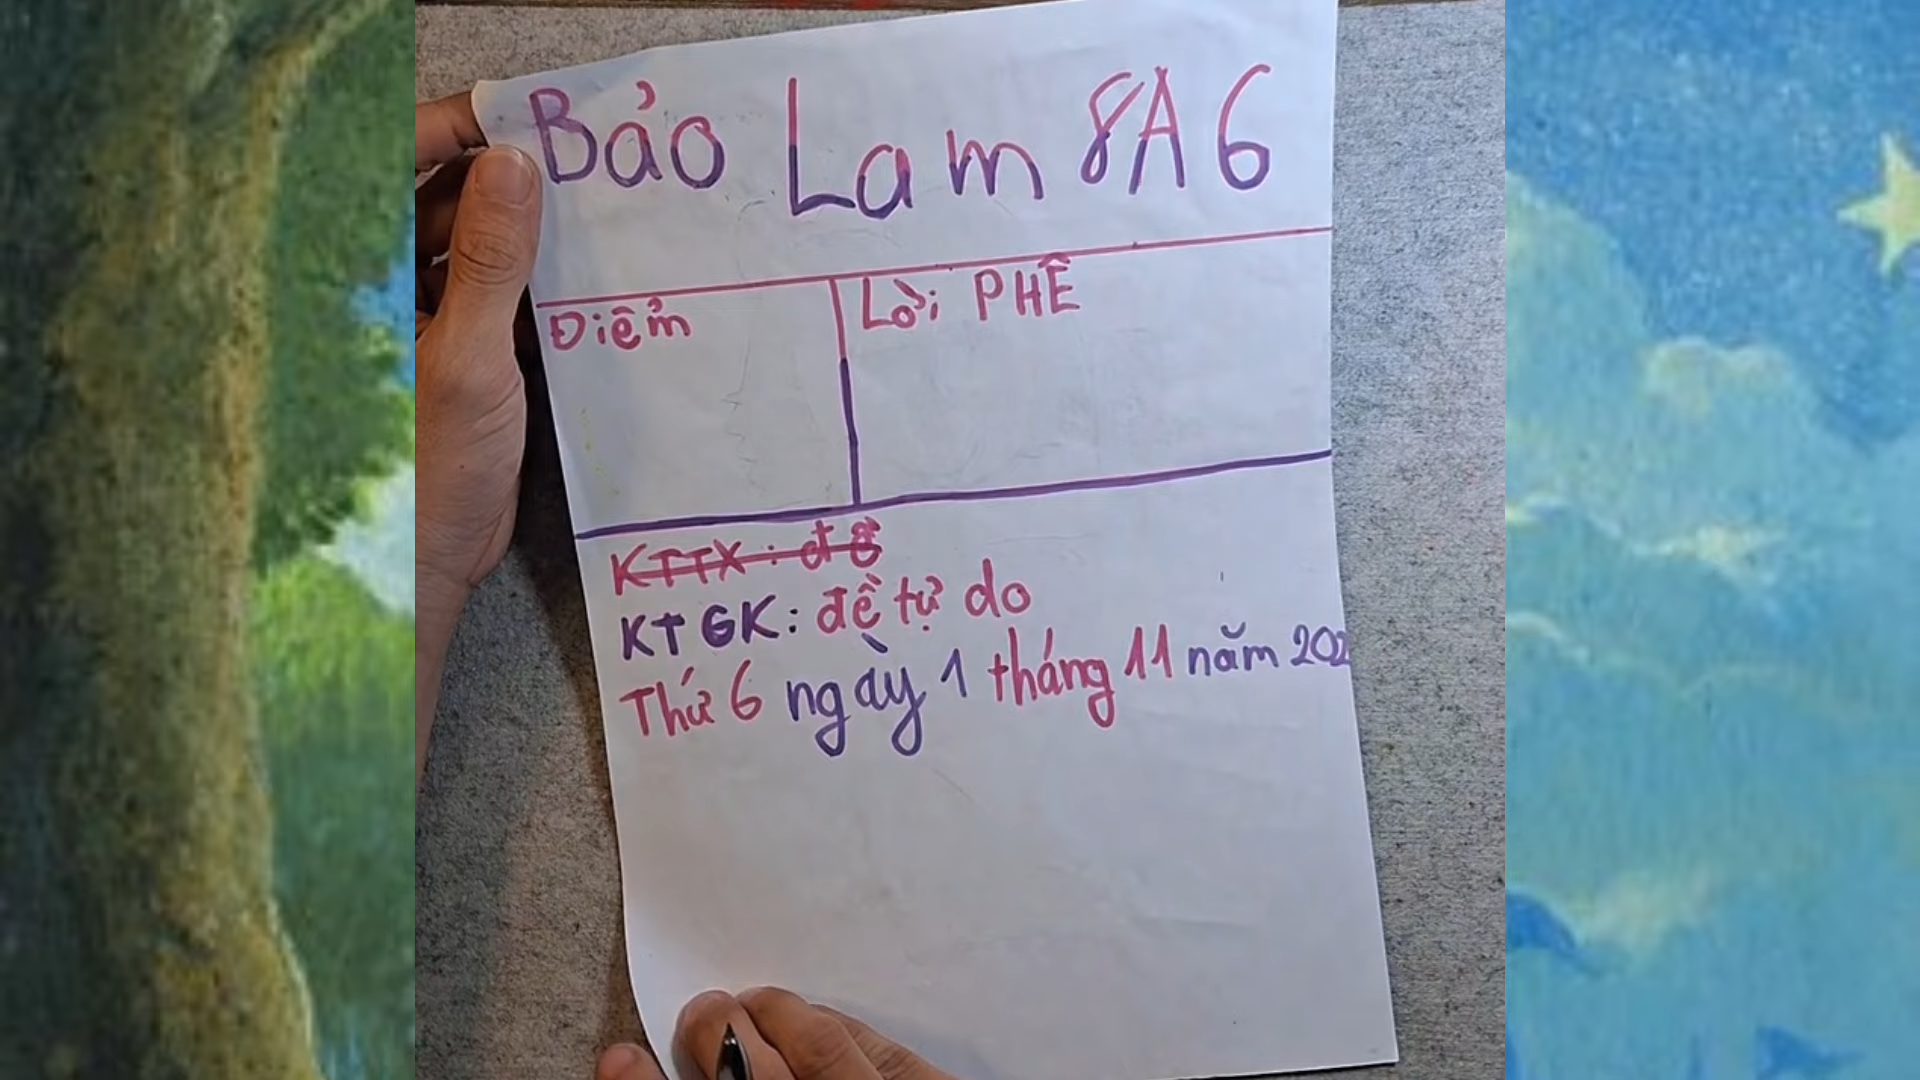 Bảo Lam 8A6
Điểm
Lời PHÊ
KTTX: đề
KTGK: đề tự do
Thứ 6 ngày 1 tháng 11 năm 202